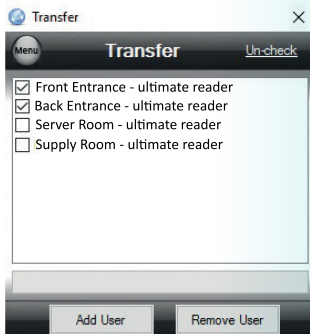 Transfer
Menu
Transfer
Un-check
Front Entrance - ultimate reader
Back Entrance - ultimate reader
Server Room - ultimate reader
Supply Room - ultimate reader
Add User
Remove User